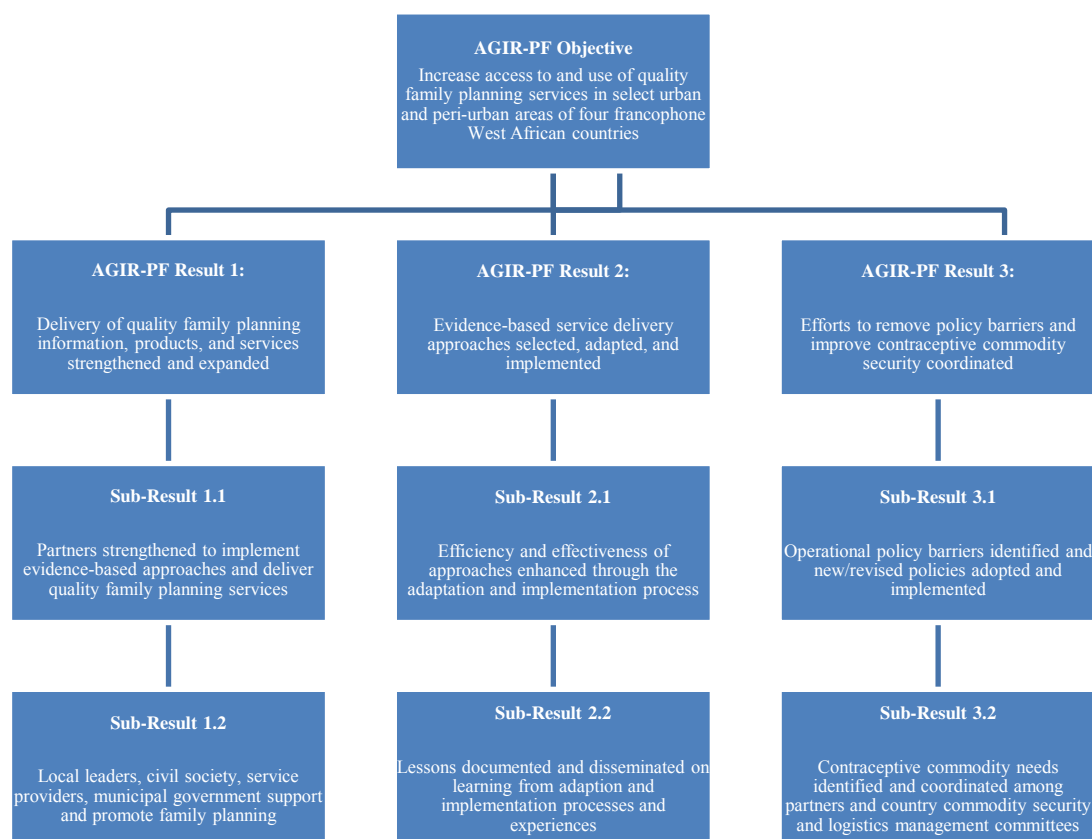 AGIR-PF Objective
Increase access to and use of quality
family planning services in select urban
and peri-urban areas of four francophone
West African countries
AGIR-PF Result 1:
Delivery of quality family planning
information, products, and services
strengthened and expanded
AGIR-PF Result 2:
Evidence-based service delivery
approaches selected, adapted, and
implemented
AGIR-PF Result 3:
Efforts to remove policy barriers and
improve contraceptive commodity
security coordinated
Sub-Result 1.1
Partners strengthened to implement
evidence-based approaches and deliver
quality family planning services
Sub-Result 2.1
Efficiency and effectiveness of
approaches enhanced through the
adaptation and implementation process
Sub-Result 3.1
Operational policy barriers identified and
new/revised policies adopted and
implemented
Sub-Result 1.2
Local leaders, civil society, service
providers, municipal government support
and promote family planning
Sub-Result 2.2
Lessons documented and disseminated on
learning from adaption and
implementation processes and
experiences
Sub-Result 3.2
Contraceptive commodity needs
identified and coordinated among
partners and country commodity security
and logistics management committees